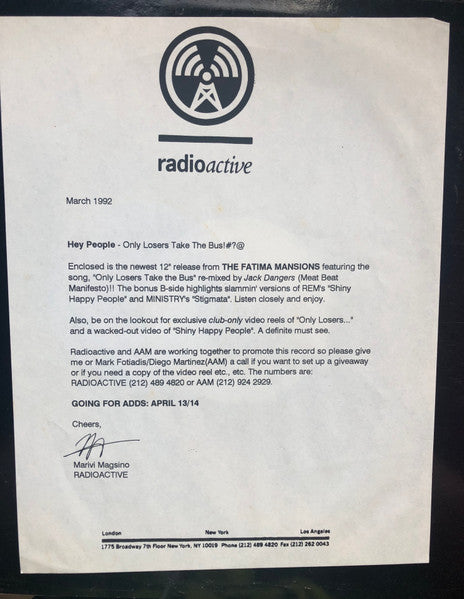 radioactive
March 1992
Hey People - Only Losers Take The Bus!#?@
Enclosed is the newest 12" release from THE FATIMA MANSIONS featuring the
song, "Only Losers Take the Bus" re-mixed by Jack Dangers (Meat Beat
Manifesto)!! The bonus B-side highlights slammin' versions of REM's "Shiny
Happy People" and MINISTRY's "Stigmata". Listen closely and enjoy.
Also, be on the lookout for exclusive club-only video reels of "Only Losers..."
and a wacked-out video of "Shiny Happy People". A definite must see.
Radioactive and AAM are working together to promote this record so please give
me or Mark Fotiadis/Diego Martinez(AAM) a call if you want to set up a giveaway
or if you need a copy of the video reel etc., etc. The numbers are:
RADIOACTIVE (212) 489 4820 or AAM (212) 924 2929.
GOING FOR ADDS: APRIL 13/14
Cheers,
Marivi Magsino
RADIOACTIVE
London New York Los Angeles
1775 Broadway 7th Floor New York, NY 10019 Phone (212) 489 4820 Fax (212) 262 0043